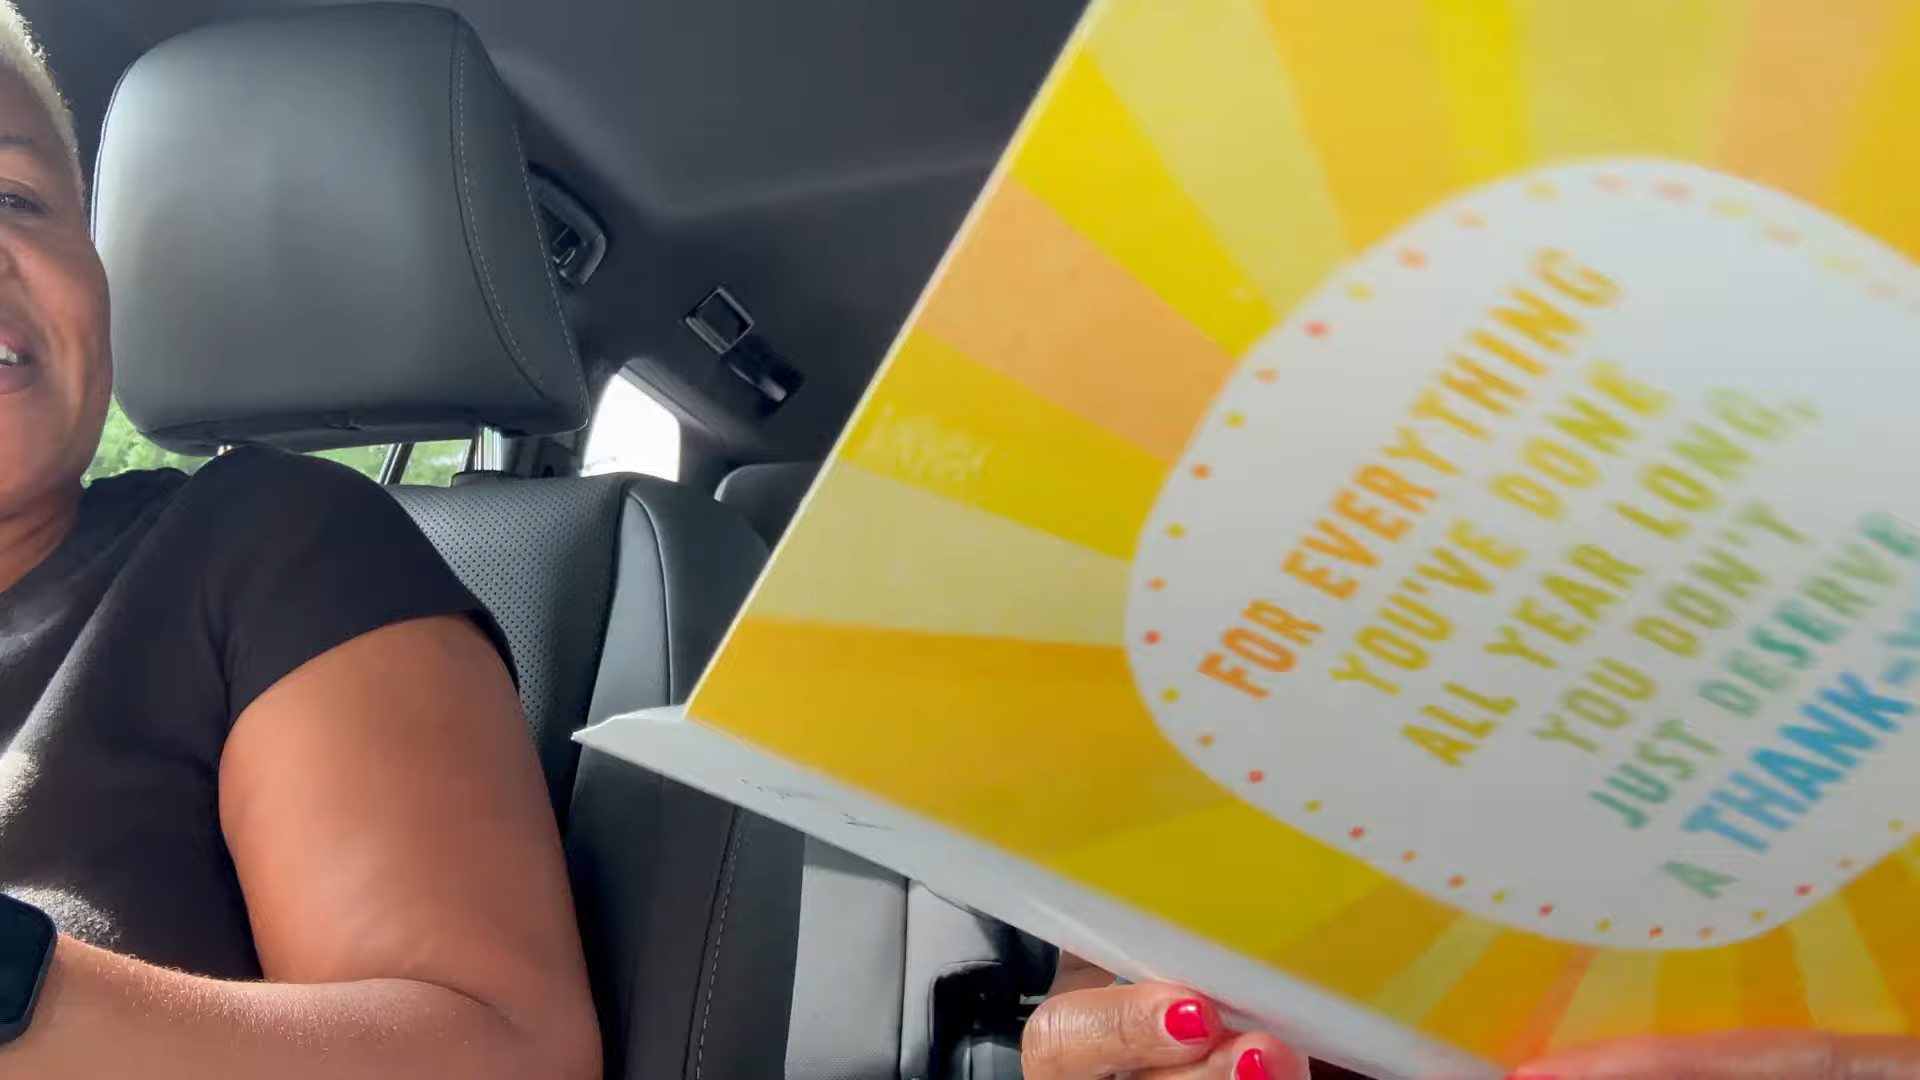 FOR EVERYTHING
YOU'VE DONE
ALL YEAR LONG,
YOU DON'T
JUST DESERVE
A THANK-